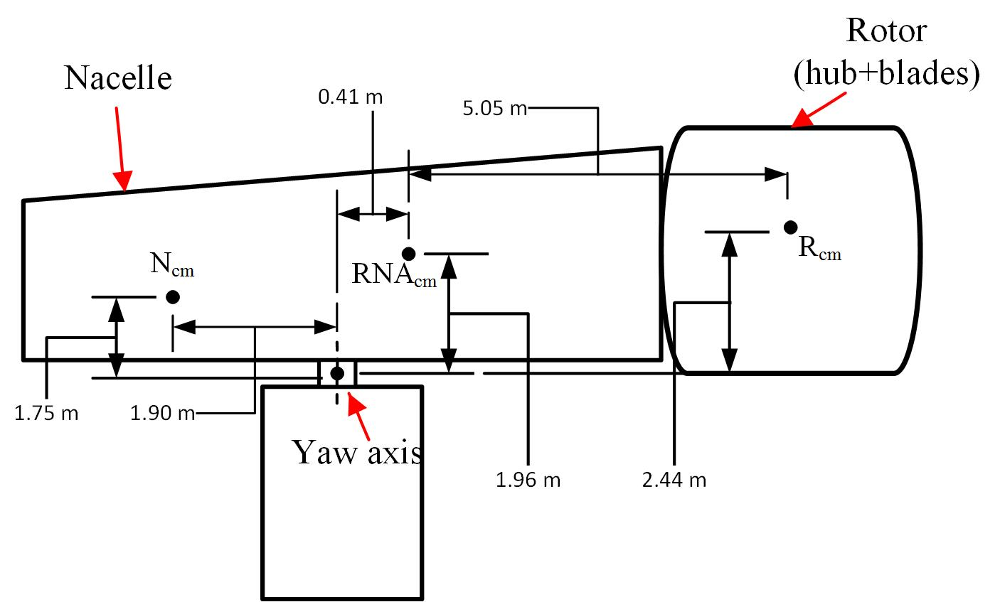 Rotor
(hub+blades)
Nacelle
0.41 m
5.05 m
Ncm
RNAcm
Rcm
1.75 m
1.90 m
Yaw axis
1.96 m
2.44 m